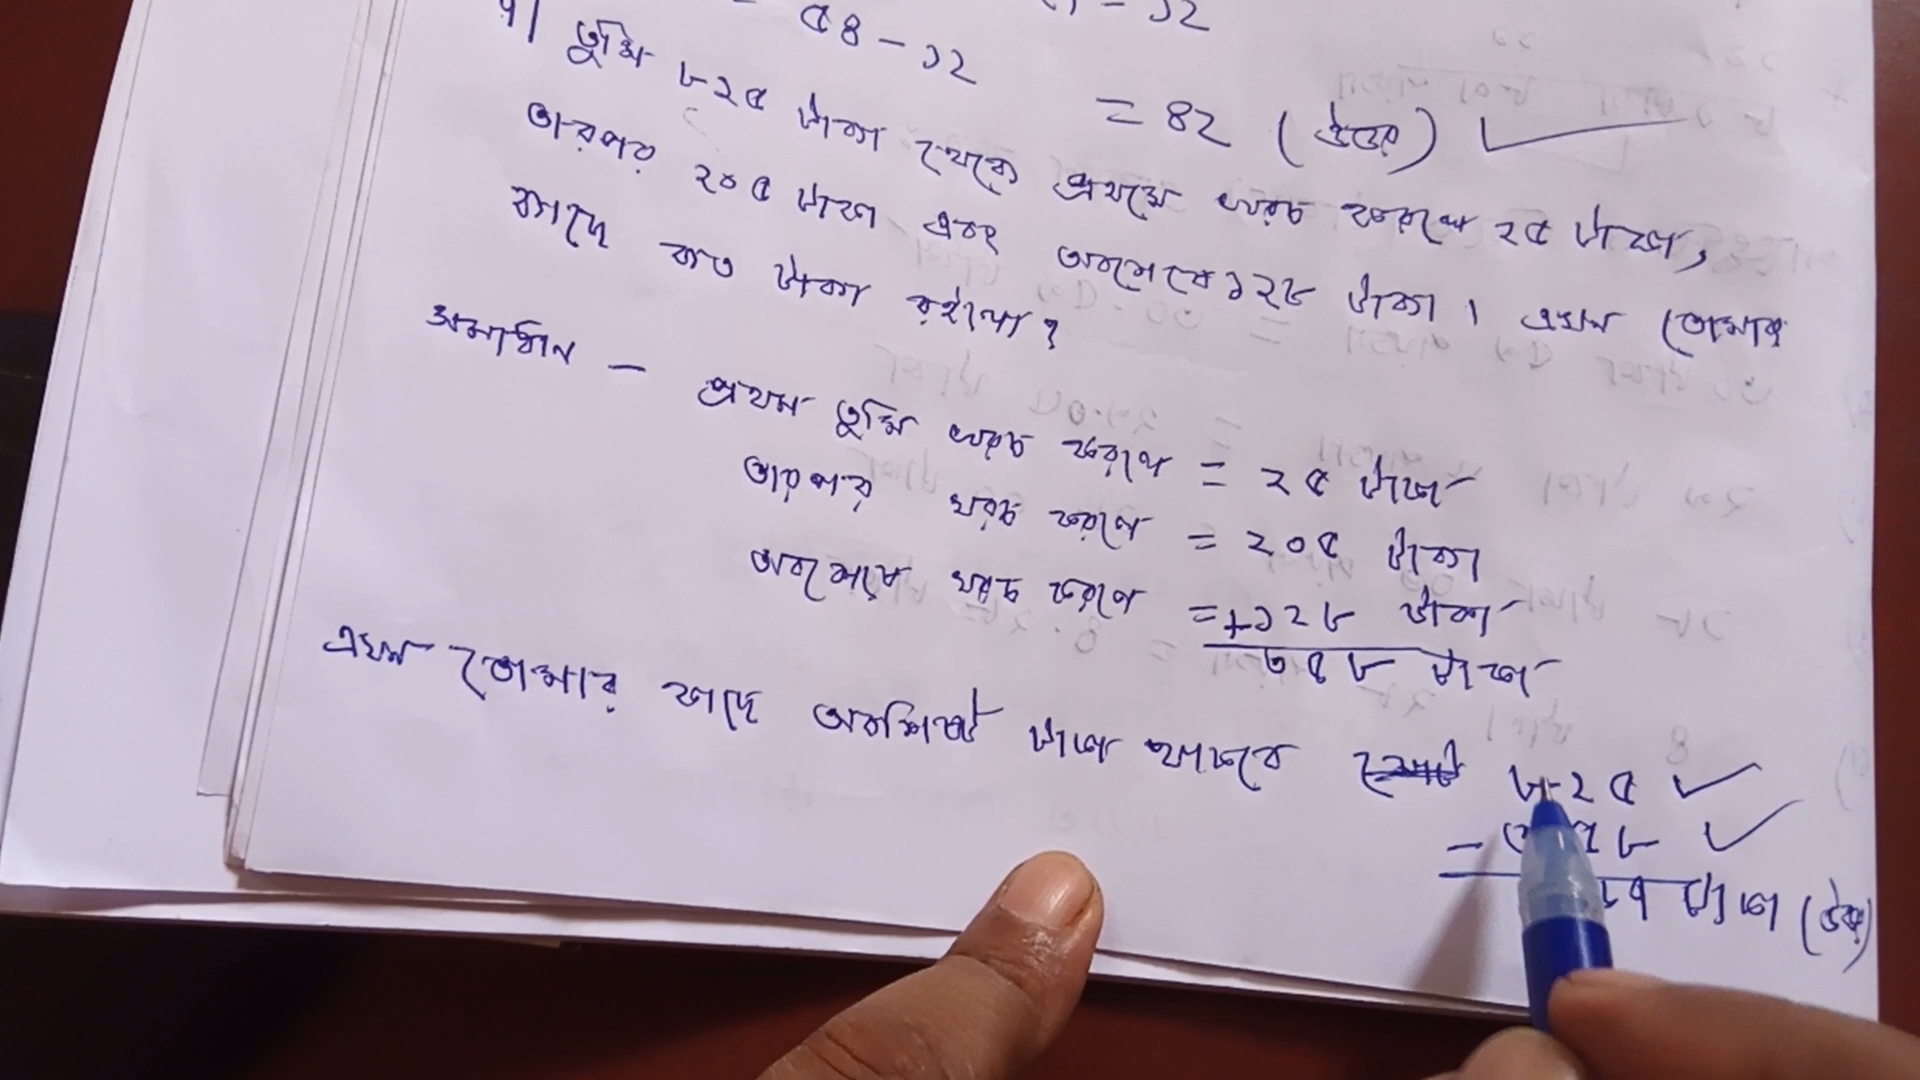 = ৫৪ - ১২
- ১২
= ৪২ (উত্তর)
৭| তুমি ৮২৫ টাকা থেকে প্রথমে খরচ করলে ২৫ টাকা,
তারপর ২০৫ টাকা এবং অবশেষে ১২৮ টাকা। এখন তোমার
কাছে কত টাকা রইলো?
সমাধান - প্রথম তুমি খরচ করলে = ২৫ টাকা
তারপর খরচ করলে = ২০৫ টাকা
অবশেষে খরচ করলে = +১২৮ টাকা
৩৫৮ টাকা
এখন তোমার কাছে অবশিষ্ট টাকা থাকবে ৮২৫
- ৩৫৮
টাকা (উত্তর)